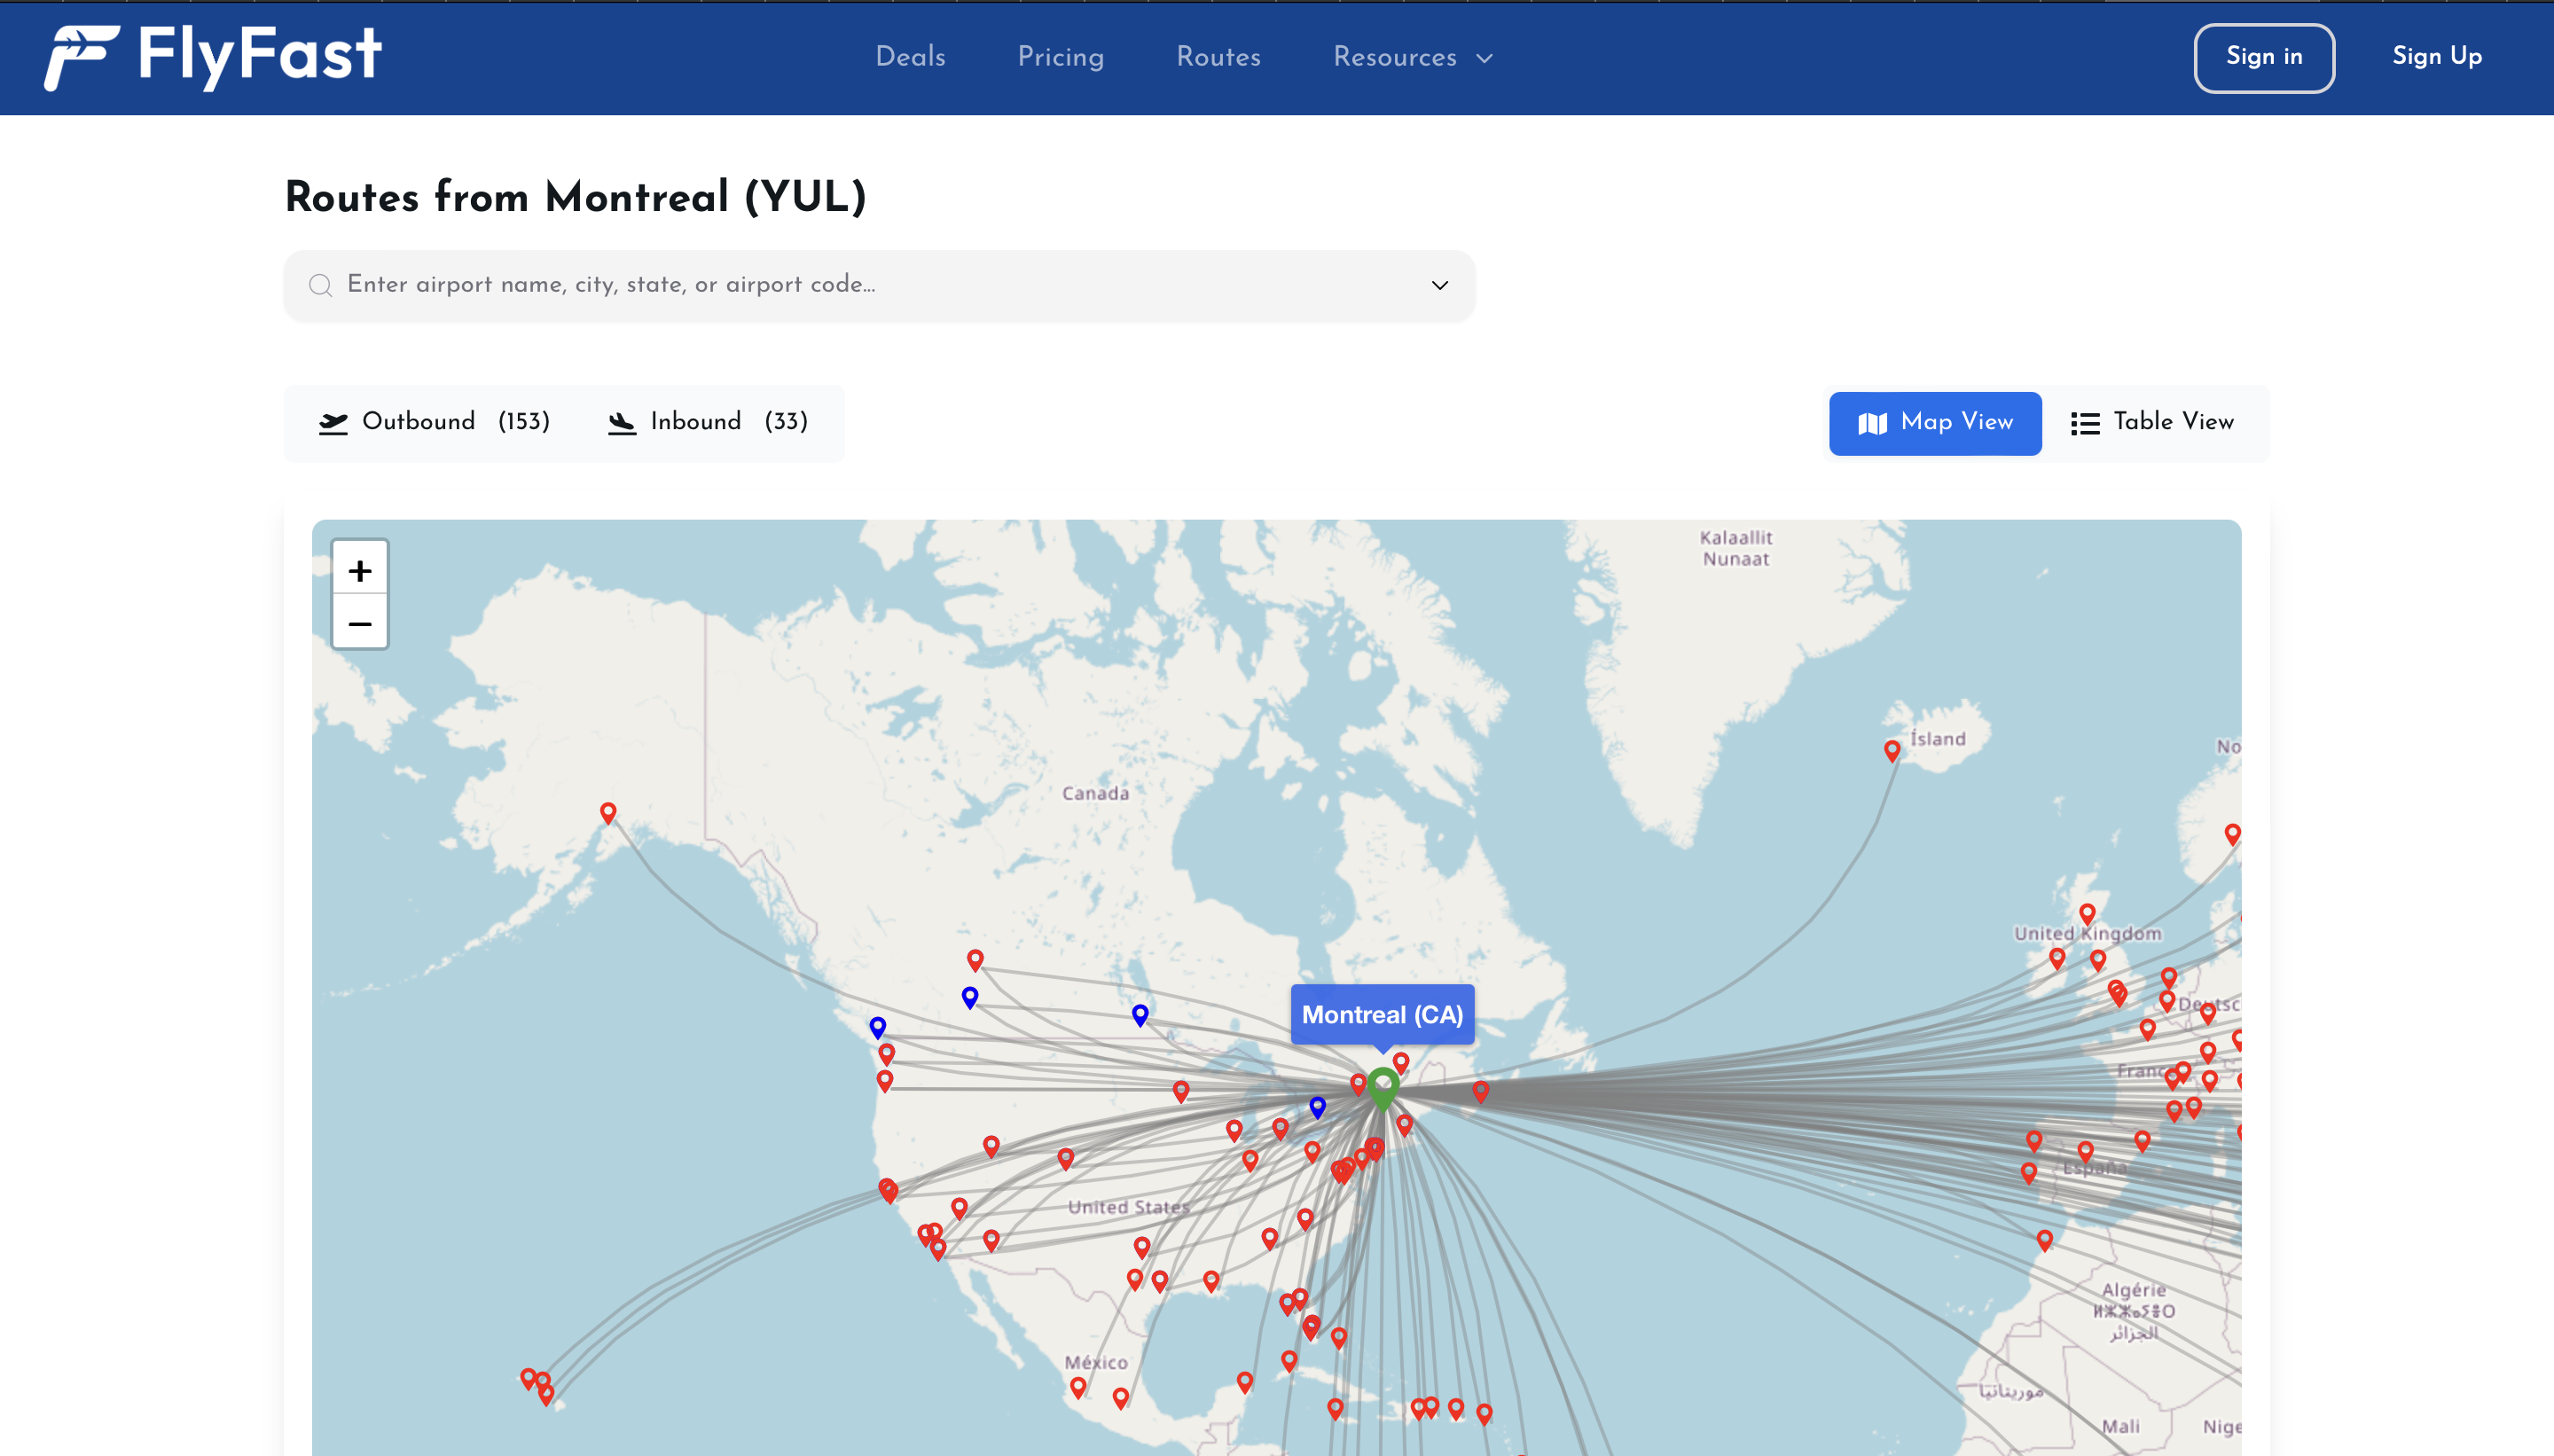 FlyFast
Deals
Pricing
Routes
Resources
Sign in
Sign Up
Routes from Montreal (YUL)
Enter airport name, city, state, or airport code...
Outbound (153)
Inbound (33)
Map View
Table View
+
−
Kalaallit
Nunaat
Ísland
No
Canada
United Kingdom
Montreal (CA)
Deutsc
Franc
España
United States
Algérie
ⵍⵣⵣⴰⵢⴻⵔ
الجزائر
México
موريتانيا
Mali
Nige